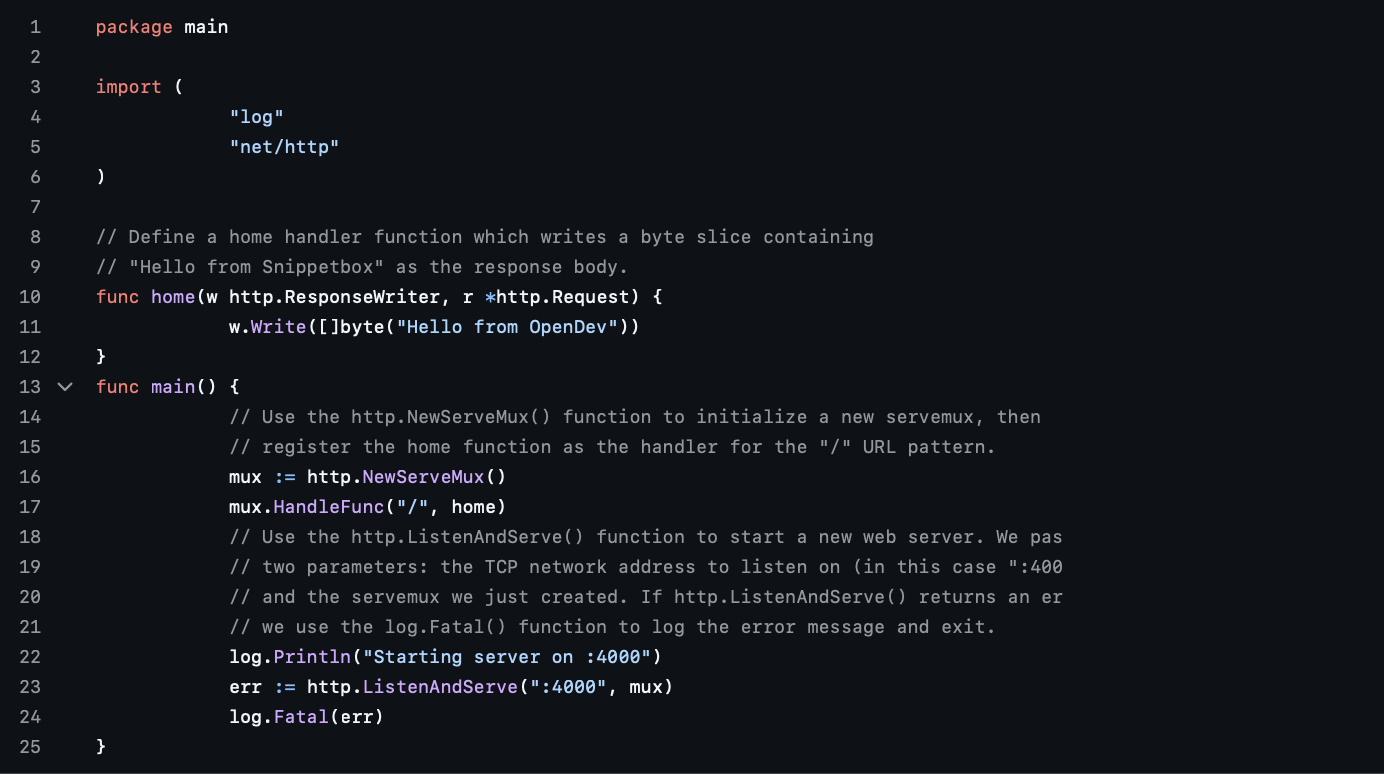 1 package main
2
3 import (
4 "log"
5 "net/http"
6 )
7
8 // Define a home handler function which writes a byte slice containing
9 // "Hello from Snippetbox" as the response body.
10 func home(w http.ResponseWriter, r *http.Request) {
11 w.Write([]byte("Hello from OpenDev"))
12 }
13 func main() {
14 // Use the http.NewServeMux() function to initialize a new servemux, then
15 // register the home function as the handler for the "/" URL pattern.
16 mux := http.NewServeMux()
17 mux.HandleFunc("/", home)
18 // Use the http.ListenAndServe() function to start a new web server. We pas
19 // two parameters: the TCP network address to listen on (in this case ":400
20 // and the servemux we just created. If http.ListenAndServe() returns an er
21 // we use the log.Fatal() function to log the error message and exit.
22 log.Println("Starting server on :4000")
23 err := http.ListenAndServe(":4000", mux)
24 log.Fatal(err)
25 }